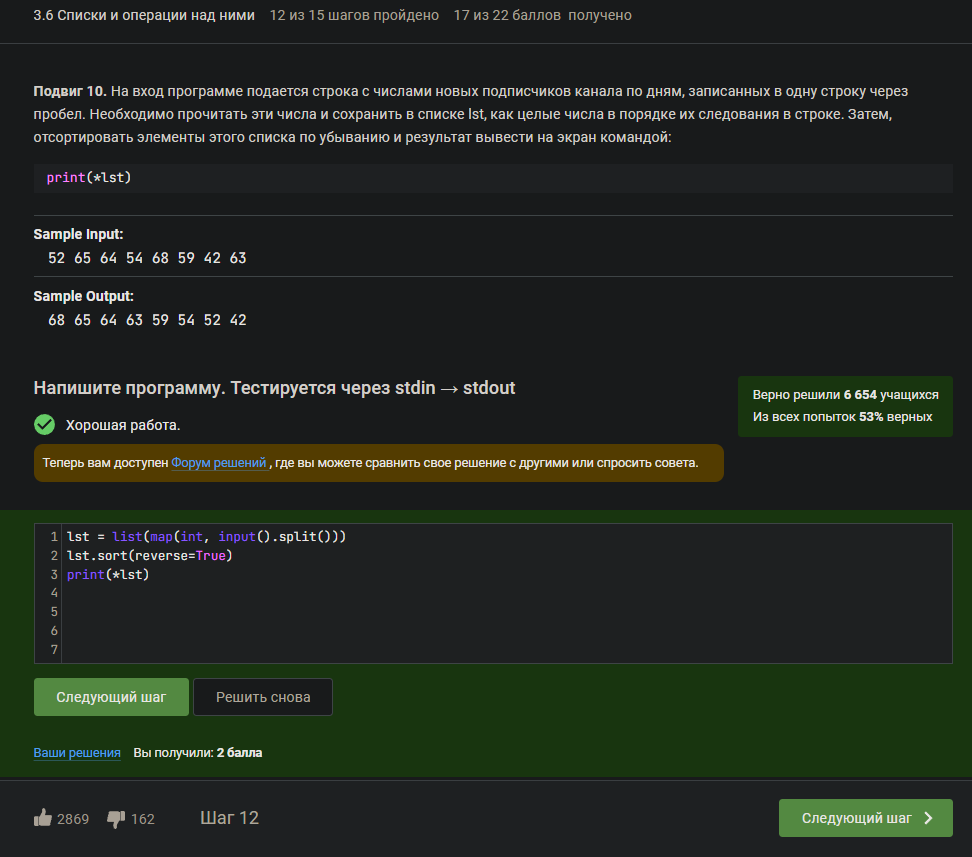 3.6 Списки и операции над ними 12 из 15 шагов пройдено 17 из 22 баллов получено
Подвиг 10. На вход программе подается строка с числами новых подписчиков канала по дням, записанных в одну строку через
пробел. Необходимо прочитать эти числа и сохранить в списке lst, как целые числа в порядке их следования в строке. Затем,
отсортировать элементы этого списка по убыванию и результат вывести на экран командой:
print(*lst)
Sample Input:
52 65 64 54 68 59 42 63
Sample Output:
68 65 64 63 59 54 52 42
Напишите программу. Тестируется через stdin → stdout
Верно решили 6 654 учащихся
Из всех попыток 53% верных
Хорошая работа.
Теперь вам доступен Форум решений , где вы можете сравнить свое решение с другими или спросить совета.
1 lst = list(map(int, input().split()))
2 lst.sort(reverse=True)
3 print(*lst)
4
5
6
7
Следующий шаг Решить снова
Ваши решения Вы получили: 2 балла
2869 162 Шаг 12 Следующий шаг